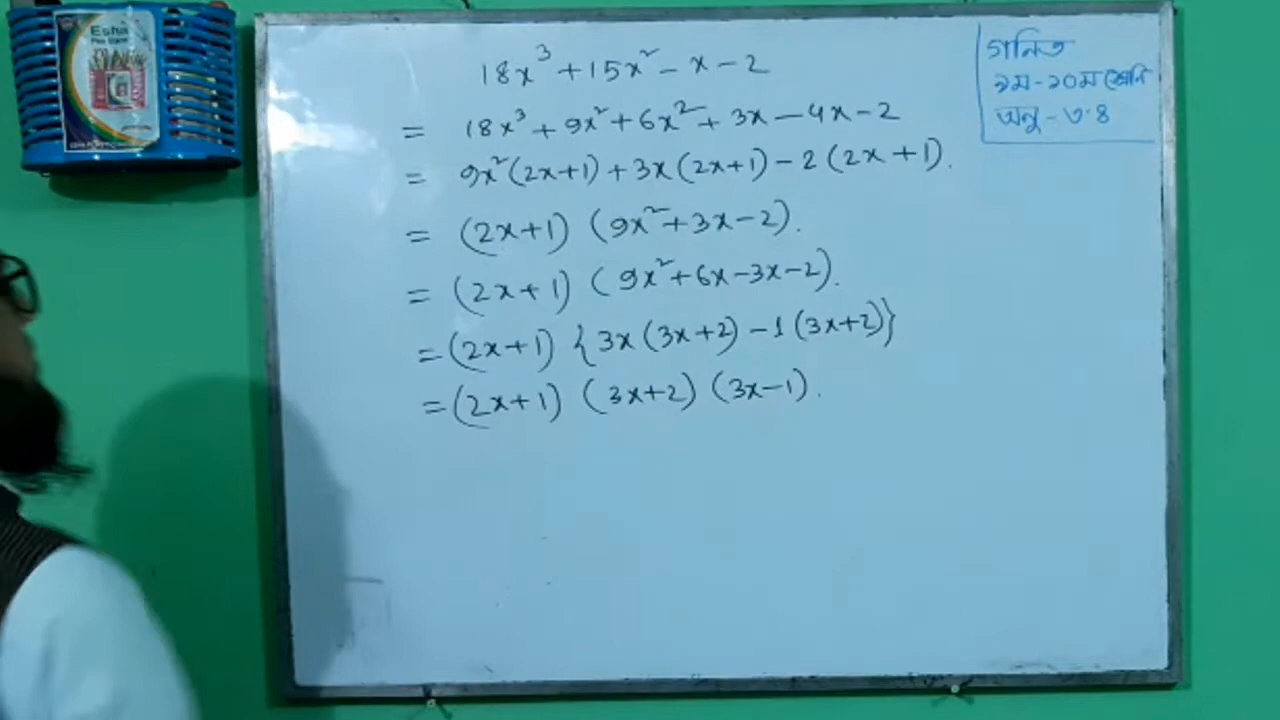 Esha
18x³ + 15x² - x - 2
= 18x³ + 9x² + 6x² + 3x - 4x - 2
= 9x²(2x+1) + 3x(2x+1) - 2(2x+1).
= (2x+1) (9x²+3x-2).
= (2x+1) (9x²+6x-3x-2).
= (2x+1) {3x(3x+2) - 1(3x+2)}
= (2x+1) (3x+2) (3x-1).
গনিত
৯ম-১০ম শ্রেনি
অনু - ৩.৪